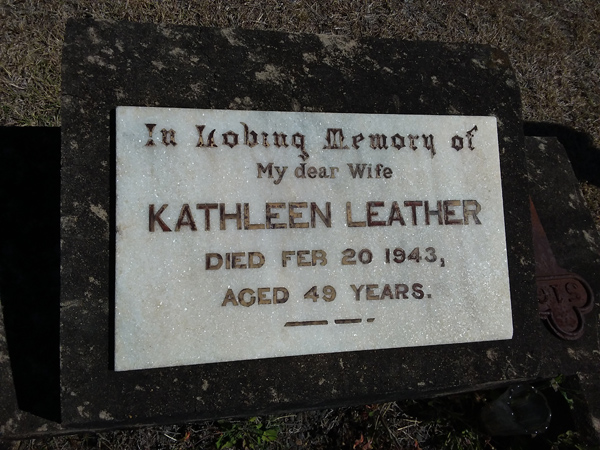 In Loving Memory of
My dear Wife
KATHLEEN LEATHER
DIED FEB 20 1943,
AGED 49 YEARS.